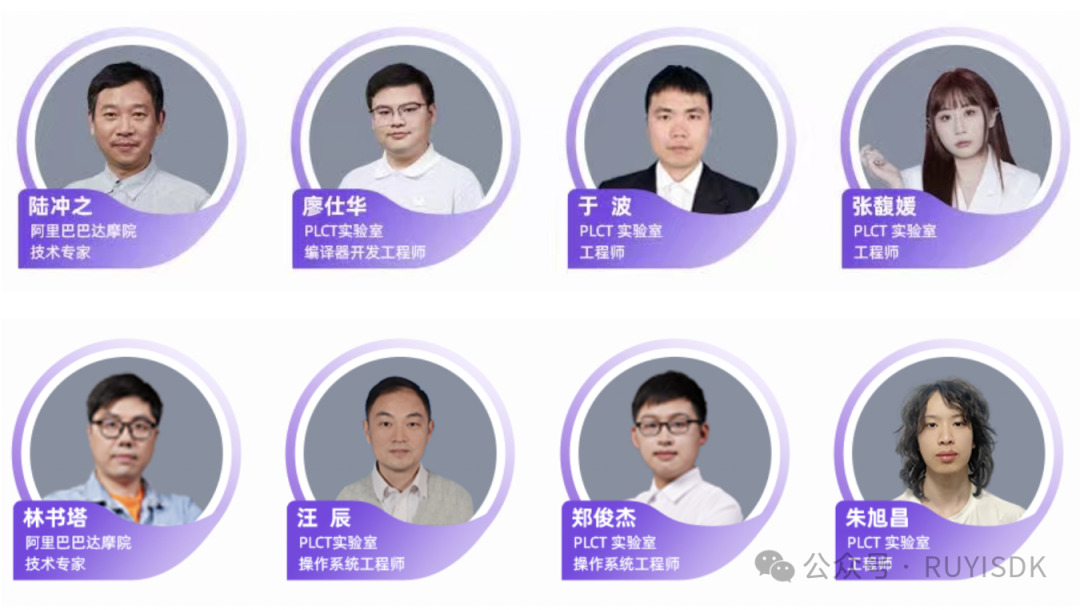 陆冲之
阿里巴巴达摩院
技术专家
廖仕华
PLCT实验室
编译器开发工程师
于 波
PLCT 实验室
工程师
张馥媛
PLCT 实验室
工程师
林书塔
阿里巴巴达摩院
技术专家
汪 辰
PLCT实验室
操作系统工程师
郑俊杰
PLCT 实验室
操作系统工程师
朱旭昌
PLCT 实验室
工程师
公众号 · RUYISDK